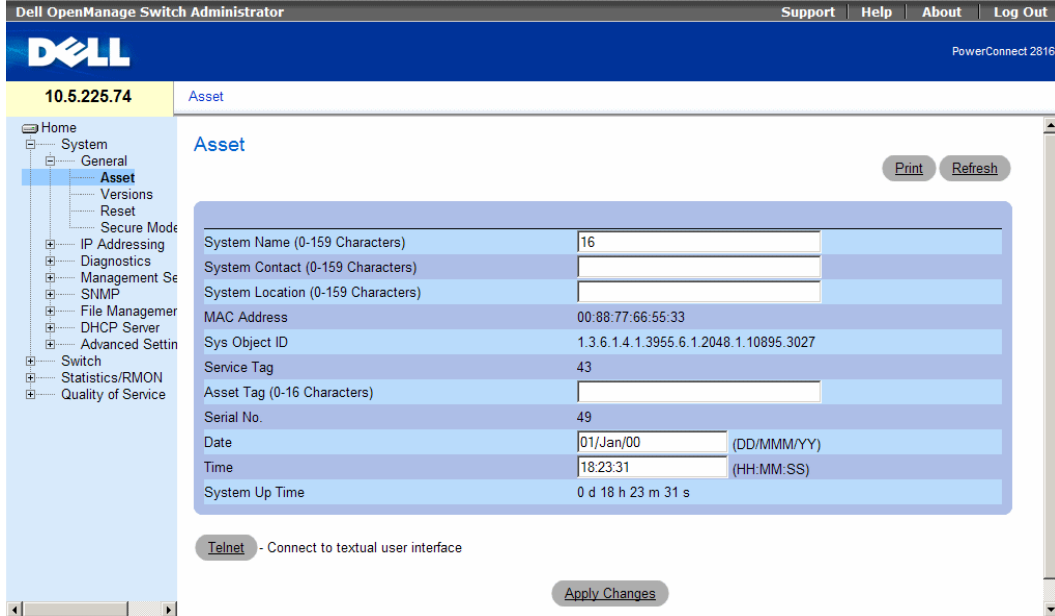 Dell OpenManage Switch Administrator
Support | Help | About | Log Out
DELL
PowerConnect 2816
10.5.225.74
Asset
Home
System
General
Asset
Versions
Reset
Secure Mode
IP Addressing
Diagnostics
Management Se
SNMP
File Managemen
DHCP Server
Advanced Settin
Switch
Statistics/RMON
Quality of Service
Asset
Print
Refresh
System Name (0-159 Characters) 16
System Contact (0-159 Characters)
System Location (0-159 Characters)
MAC Address 00:88:77:66:55:33
Sys Object ID 1.3.6.1.4.1.3955.6.1.2048.1.10895.3027
Service Tag 43
Asset Tag (0-16 Characters)
Serial No. 49
Date 01/Jan/00 (DD/MMM/YY)
Time 18:23:31 (HH:MM:SS)
System Up Time 0 d 18 h 23 m 31 s
Telnet - Connect to textual user interface
Apply Changes